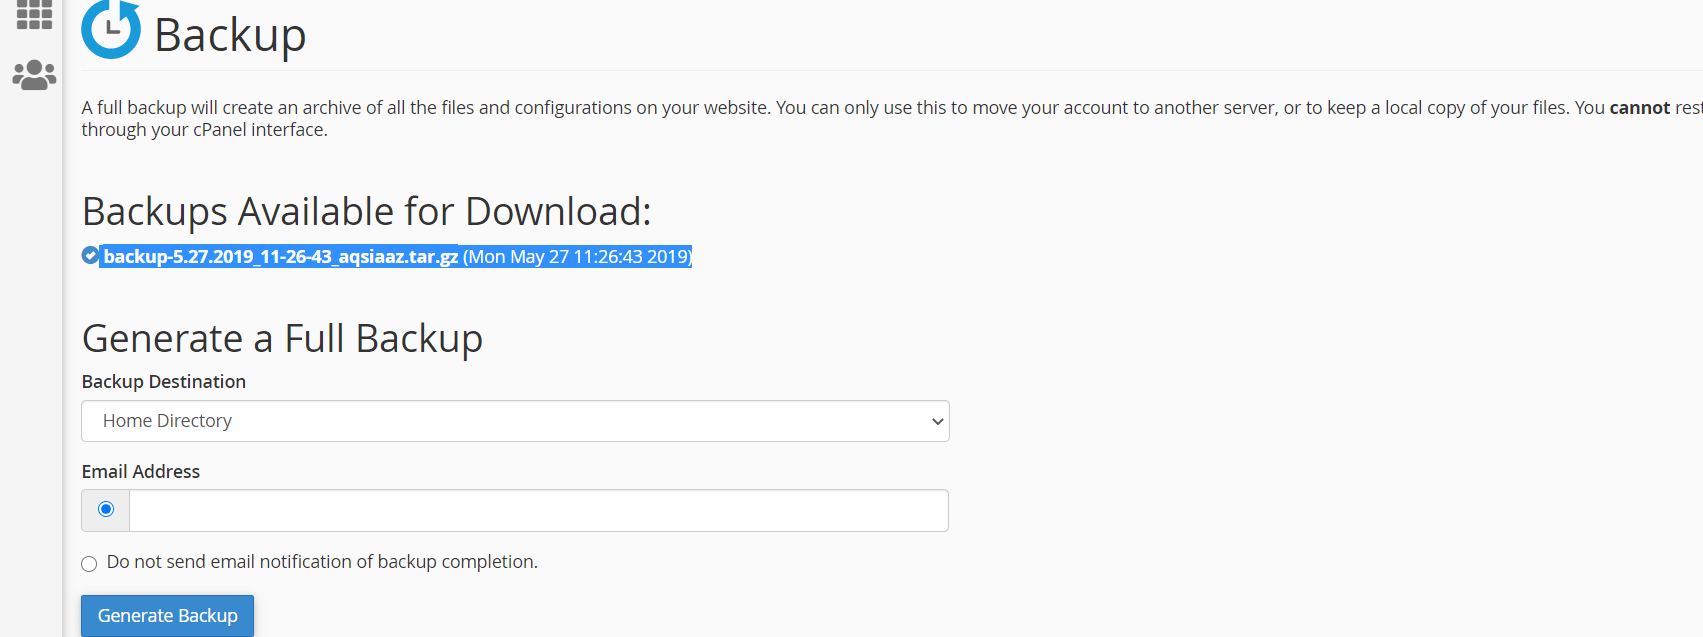 Backup
A full backup will create an archive of all the files and configurations on your website. You can only use this to move your account to another server, or to keep a local copy of your files. You cannot
through your cPanel interface.
Backups Available for Download:
backup-5.27.2019_11-26-43_aqsiaaz.tar.gz (Mon May 27 11:26:43 2019)
Generate a Full Backup
Backup Destination
Home Directory
Email Address
Do not send email notification of backup completion.
Generate Backup